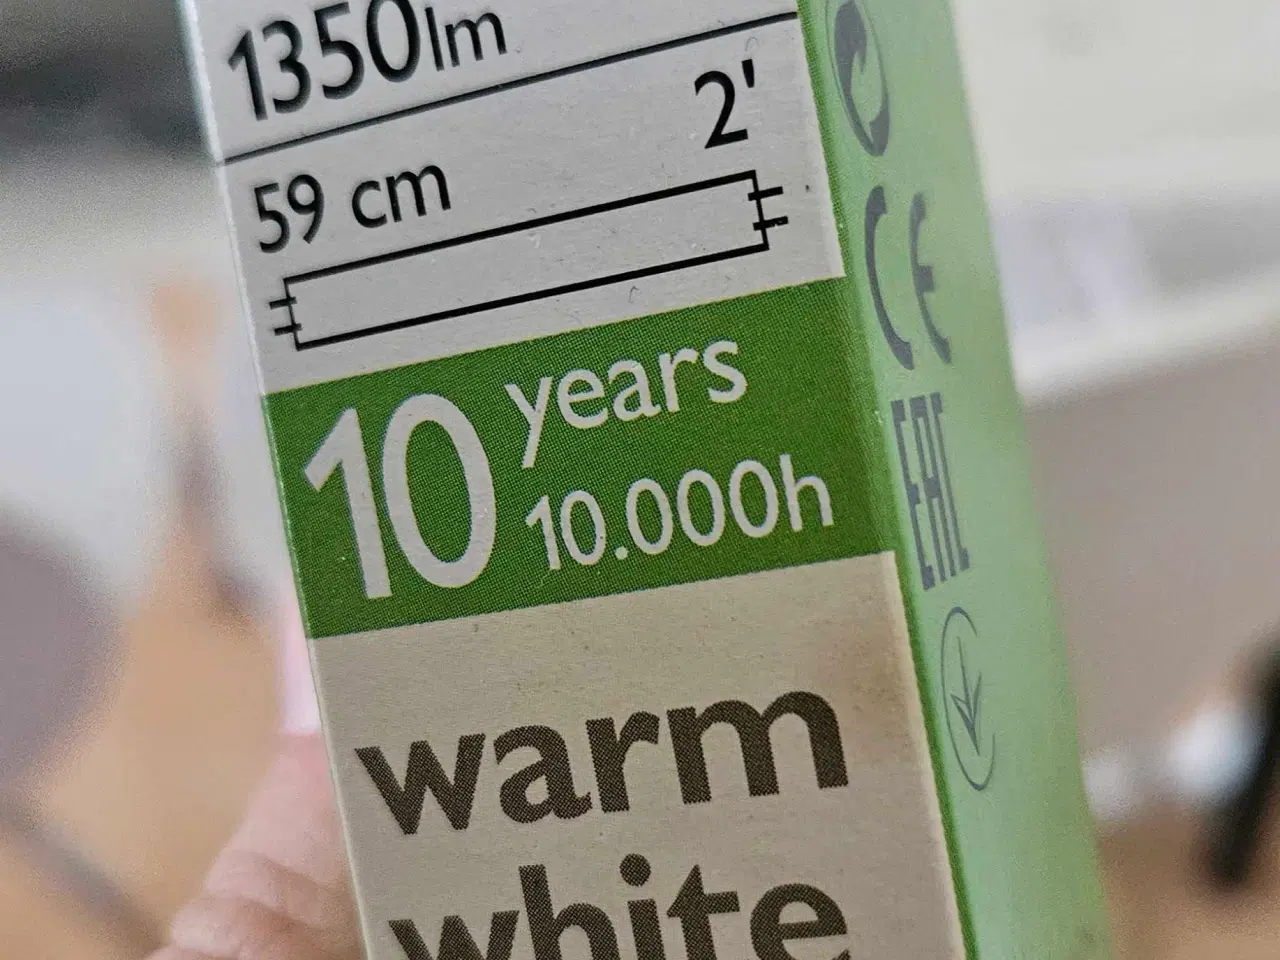 1350lm
2'
59 cm
10 years
10.000h
warm
white
CE
EAC